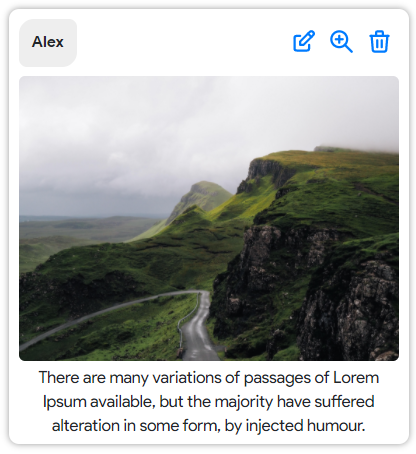 Alex
There are many variations of passages of Lorem
Ipsum available, but the majority have suffered
alteration in some form, by injected humour.